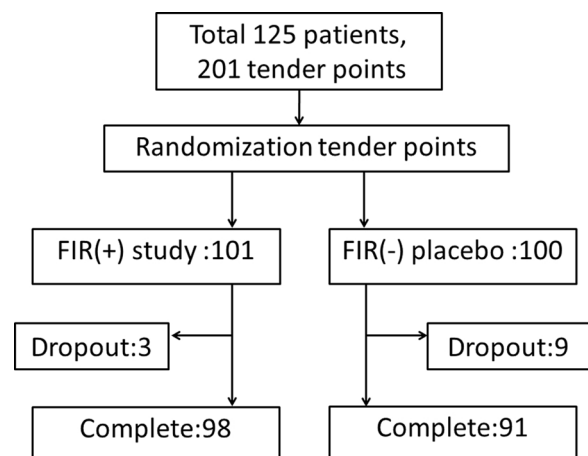 Total 125 patients,
201 tender points
Randomization tender points
FIR(+) study :101
FIR(-) placebo :100
Dropout:3
Dropout:9
Complete:98
Complete:91